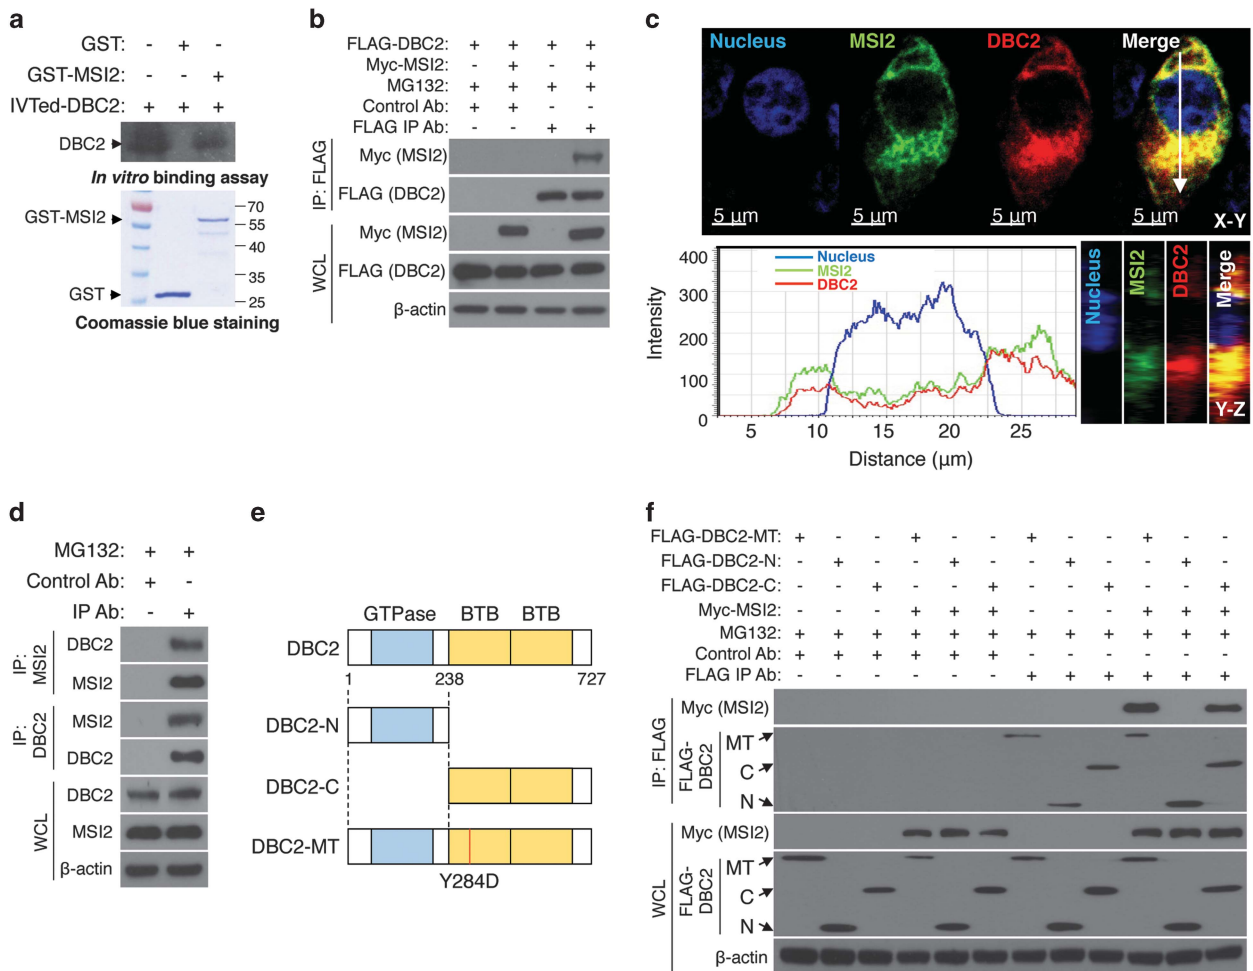 a
GST: - + -
GST-MSI2: - - +
IVTed-DBC2: + + +
DBC2
In vitro binding assay
GST-MSI2
GST
70
55
40
35
25
Coomassie blue staining
b
FLAG-DBC2: + + + +
Myc-MSI2: - + - +
MG132: + + + +
Control Ab: + + - -
FLAG IP Ab: - - + +
IP: FLAG
Myc (MSI2)
FLAG (DBC2)
WCL
Myc (MSI2)
FLAG (DBC2)
β-actin
c
Nucleus
MSI2
DBC2
Merge
5 µm
5 µm
5 µm
5 µm
X-Y
Intensity
400
300
200
100
0
Nucleus
MSI2
DBC2
5 10 15 20 25
Distance (µm)
Nucleus
MSI2
DBC2
Merge
Y-Z
d
MG132: + +
Control Ab: + -
IP Ab: - +
IP: MSI2
DBC2
MSI2
IP: DBC2
MSI2
DBC2
WCL
DBC2
MSI2
β-actin
e
GTPase BTB BTB
DBC2
1 238 727
DBC2-N
DBC2-C
DBC2-MT
Y284D
f
FLAG-DBC2-MT: + - - + - - + - - + - -
FLAG-DBC2-N: - + - - + - - + - - + -
FLAG-DBC2-C: - - + - - + - - + - - +
Myc-MSI2: - - - + + + - - - + + +
MG132: + + + + + + + + + + + +
Control Ab: + + + + + + - - - - - -
FLAG IP Ab: - - - - - - + + + + + +
IP: FLAG
Myc (MSI2)
FLAG-DBC2
MT
C
N
WCL
Myc (MSI2)
FLAG-DBC2
MT
C
N
β-actin